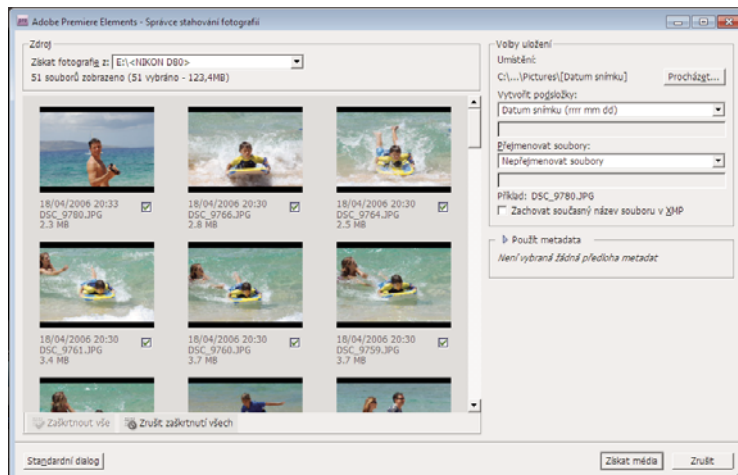 Adobe Premiere Elements - Správce stahování fotografií
Zdroj
Získat fotografie z: E:\<NIKON D80>
51 souborů zobrazeno (51 vybráno - 123,4MB)
18/04/2006 20:33
DSC_9780.JPG
2.3 MB
18/04/2006 20:30
DSC_9766.JPG
2.8 MB
18/04/2006 20:30
DSC_9764.JPG
2.5 MB
18/04/2006 20:30
DSC_9761.JPG
3.4 MB
18/04/2006 20:30
DSC_9760.JPG
3.7 MB
18/04/2006 20:30
DSC_9759.JPG
3.7 MB
Zaškrtnout vše
Zrušit zaškrtnutí všech
Volby uložení
Umístění:
C:\...\Pictures\[Datum snímku]
Procházet...
Vytvořit podsložky:
Datum snímku (rrrr mm dd)
Přejmenovat soubory:
Nepřejmenovat soubory
Příklad: DSC_9780.JPG
Zachovat současný název souboru v XMP
Použít metadata
Není vybraná žádná předloha metadat
Standardní dialog
Získat média
Zrušit